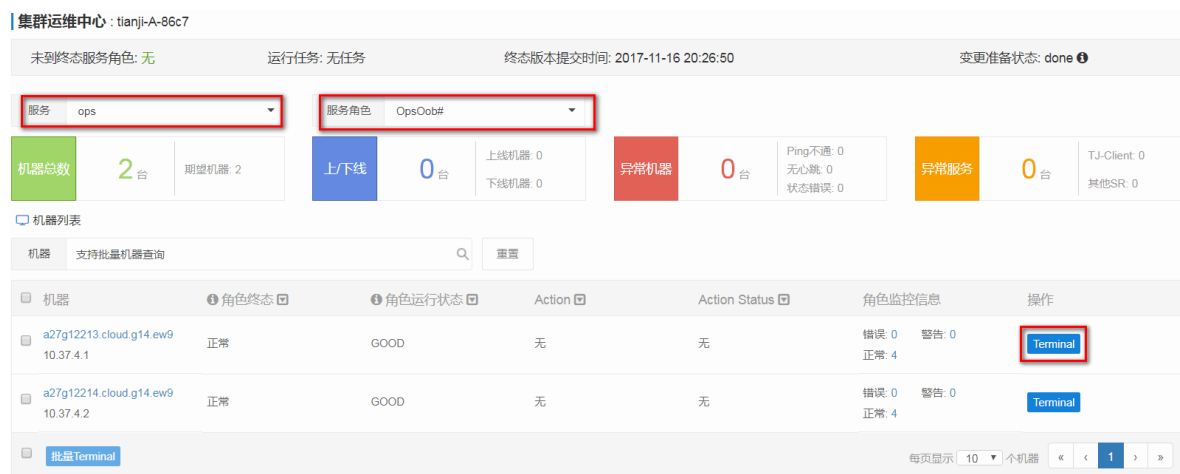 集群运维中心 : tianji-A-86c7
未到终态服务角色: 无 运行任务: 无任务 终态版本提交时间: 2017-11-16 20:26:50 变更准备状态: done
服务 ops 服务角色 OpsOob#
机器总数 2 台 期望机器: 2 上/下线 0 台 上线机器: 0 下线机器: 0 异常机器 0 台 Ping不通: 0 无心跳: 0 状态错误: 0 异常服务 0 台 TJ-Client: 0 其他SR: 0
机器列表
机器 支持批量机器查询 重置
机器 角色终态 角色运行状态 Action Action Status 角色监控信息 操作
a27g12213.cloud.g14.ew9 正常 GOOD 无 无 错误: 0 警告: 0 Terminal
10.37.4.1 正常: 4
a27g12214.cloud.g14.ew9 正常 GOOD 无 无 错误: 0 警告: 0 Terminal
10.37.4.2 正常: 4
批量Terminal 每页显示 10 个机器 « ‹ 1 › »